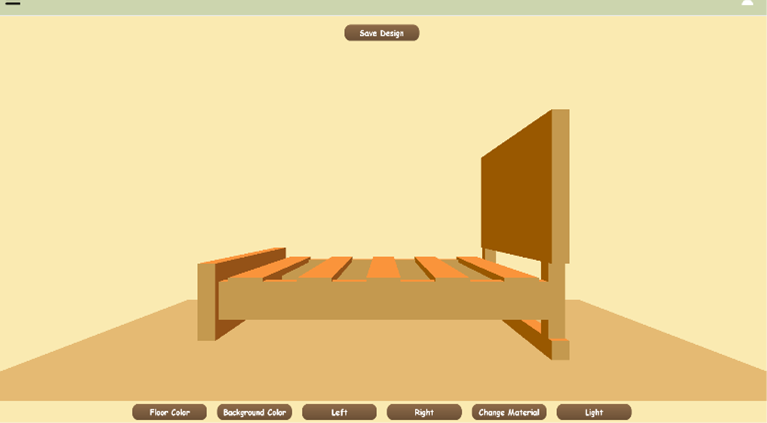 Save Design
Floor Color
Background Color
Left
Right
Change Material
Light